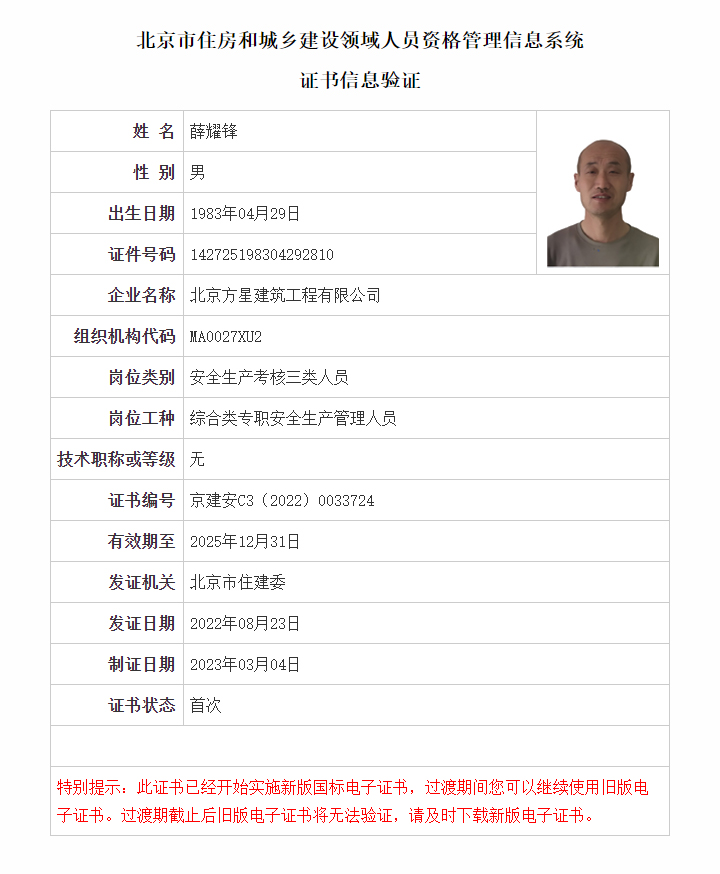 北京市住房和城乡建设领域人员资格管理信息系统
证书信息验证
姓 名 薛耀锋
性 别 男
出生日期 1983年04月29日
证件号码 142725198304292810
企业名称 北京方星建筑工程有限公司
组织机构代码 MA0027XU2
岗位类别 安全生产考核三类人员
岗位工种 综合类专职安全生产管理人员
技术职称或等级 无
证书编号 京建安C3（2022）0033724
有效期至 2025年12月31日
发证机关 北京市住建委
发证日期 2022年08月23日
制证日期 2023年03月04日
证书状态 首次
特别提示：此证书已经开始实施新版国标电子证书，过渡期间您可以继续使用旧版电
子证书。过渡期截止后旧版电子证书将无法验证，请及时下载新版电子证书。